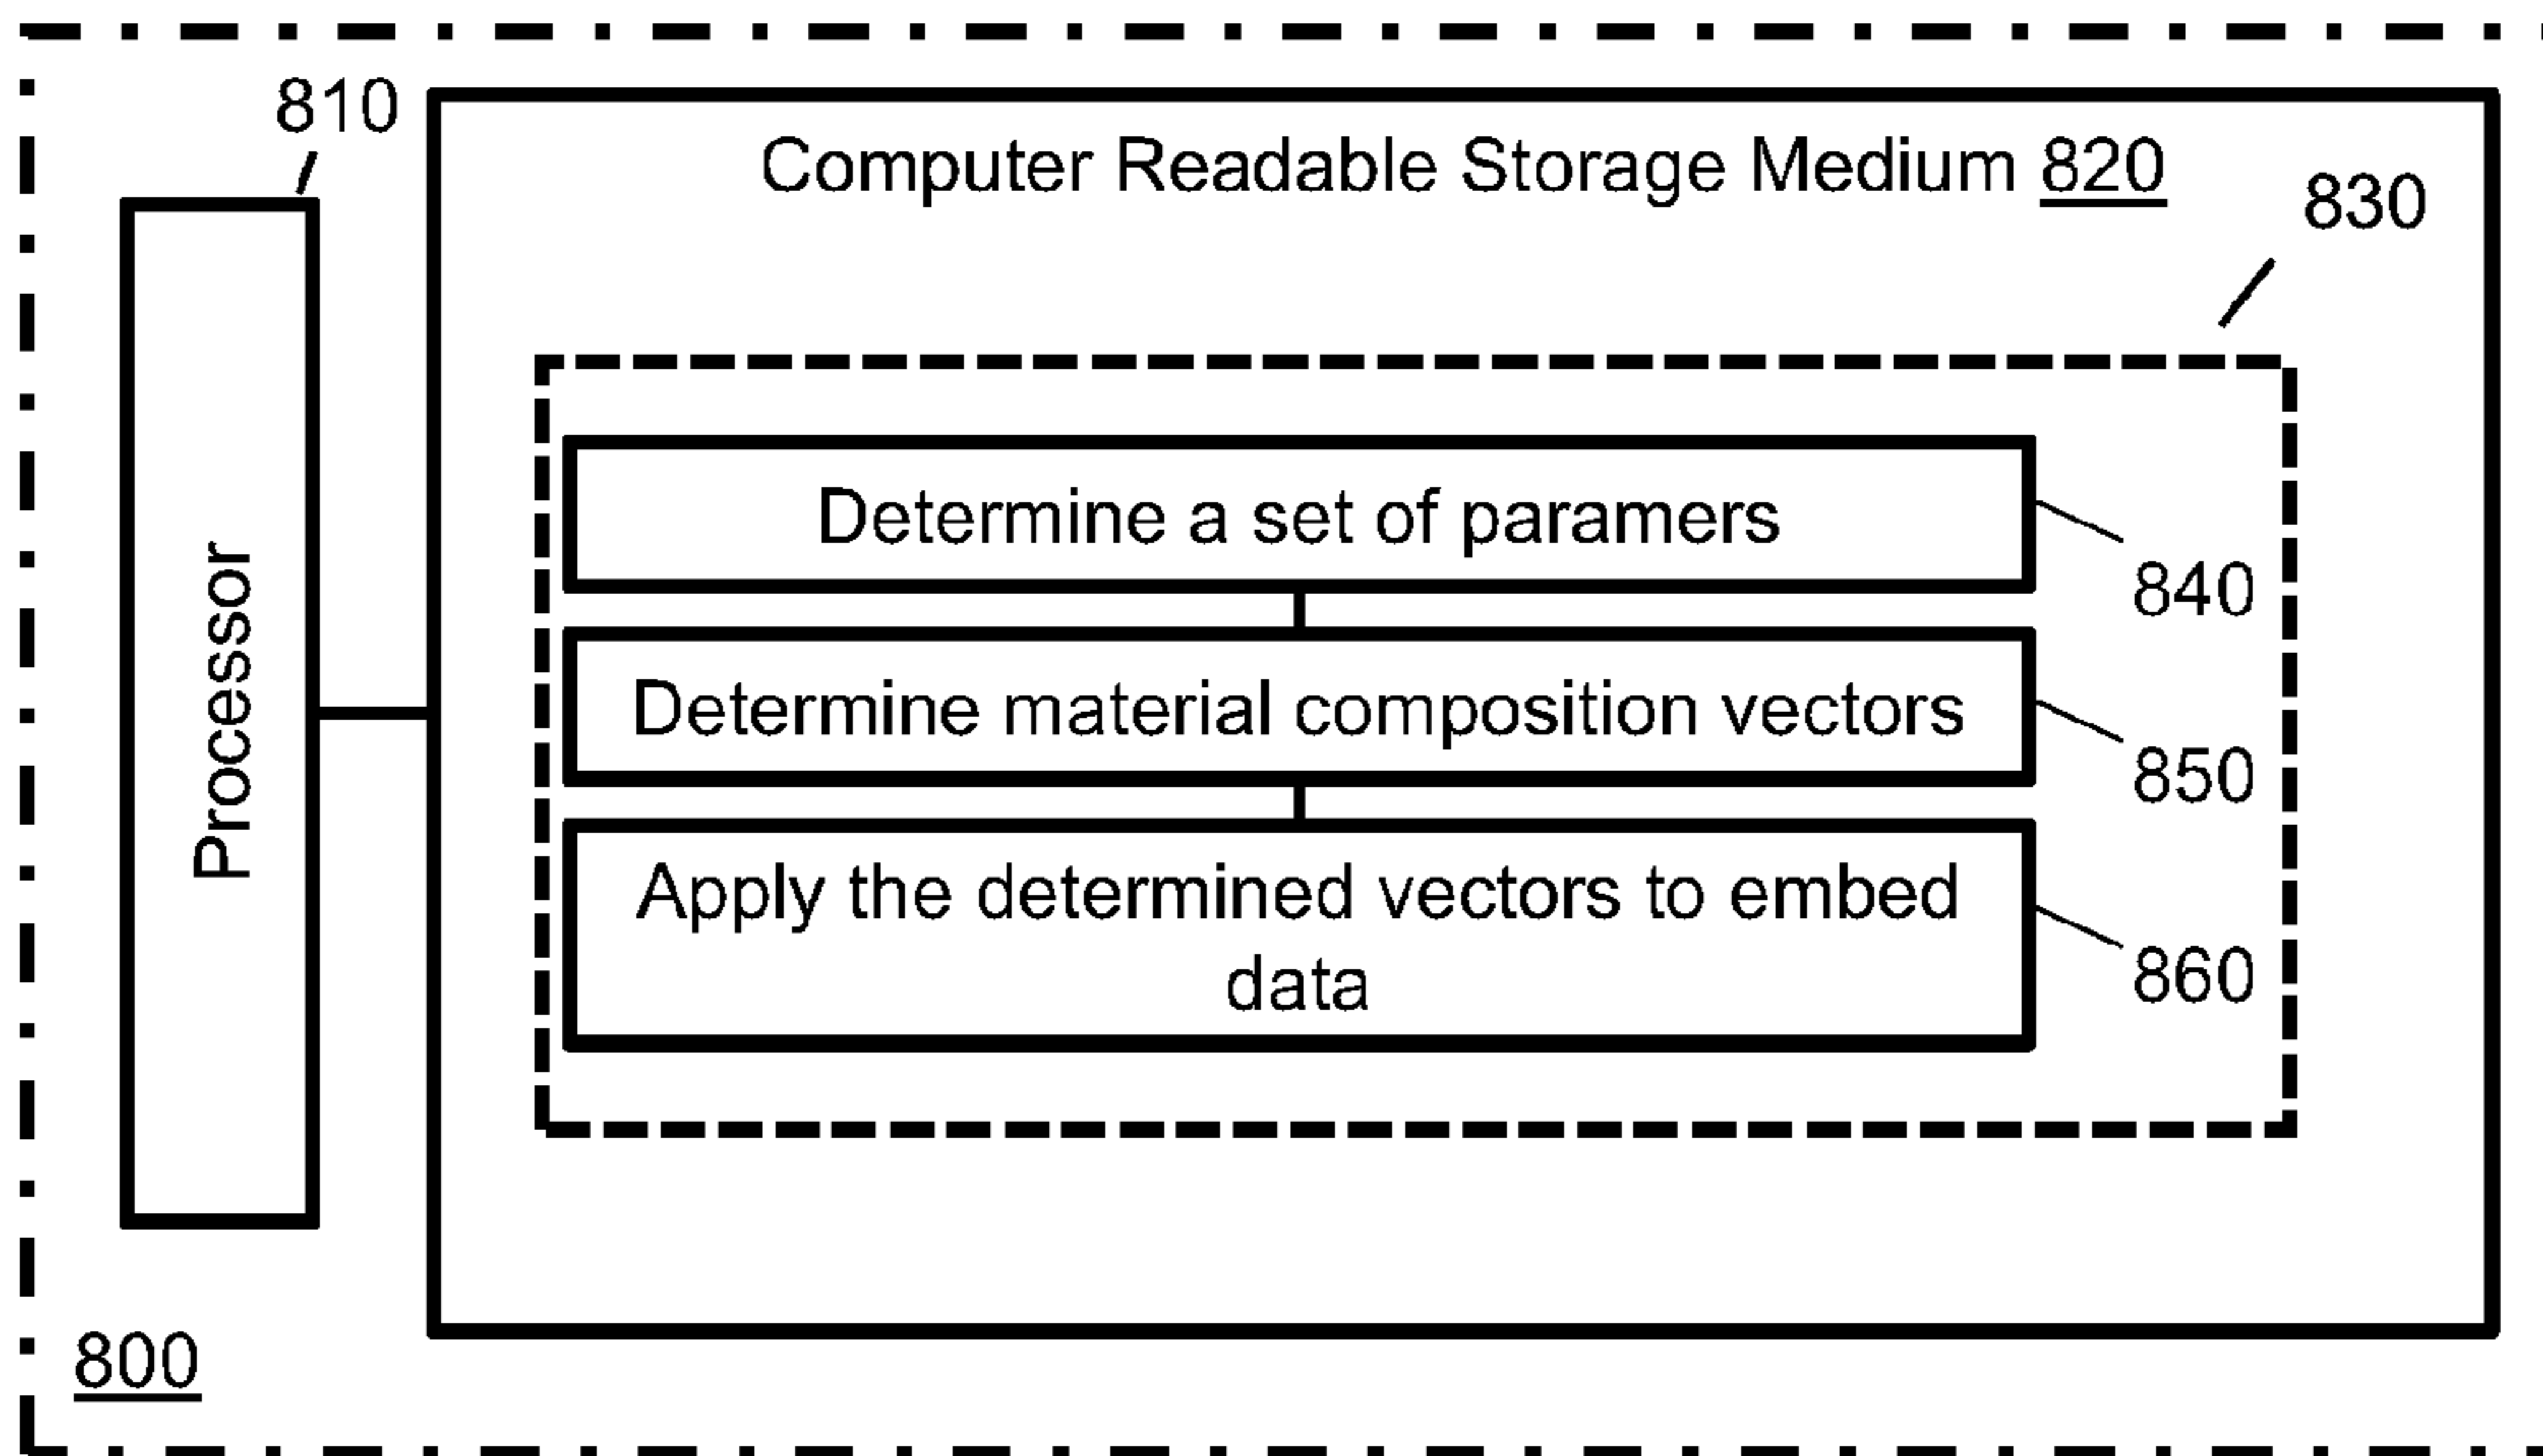 810
Computer Readable Storage Medium 820
830
Processor
Determine a set of paramers
840
Determine material composition vectors
850
Apply the determined vectors to embed
data
860
800